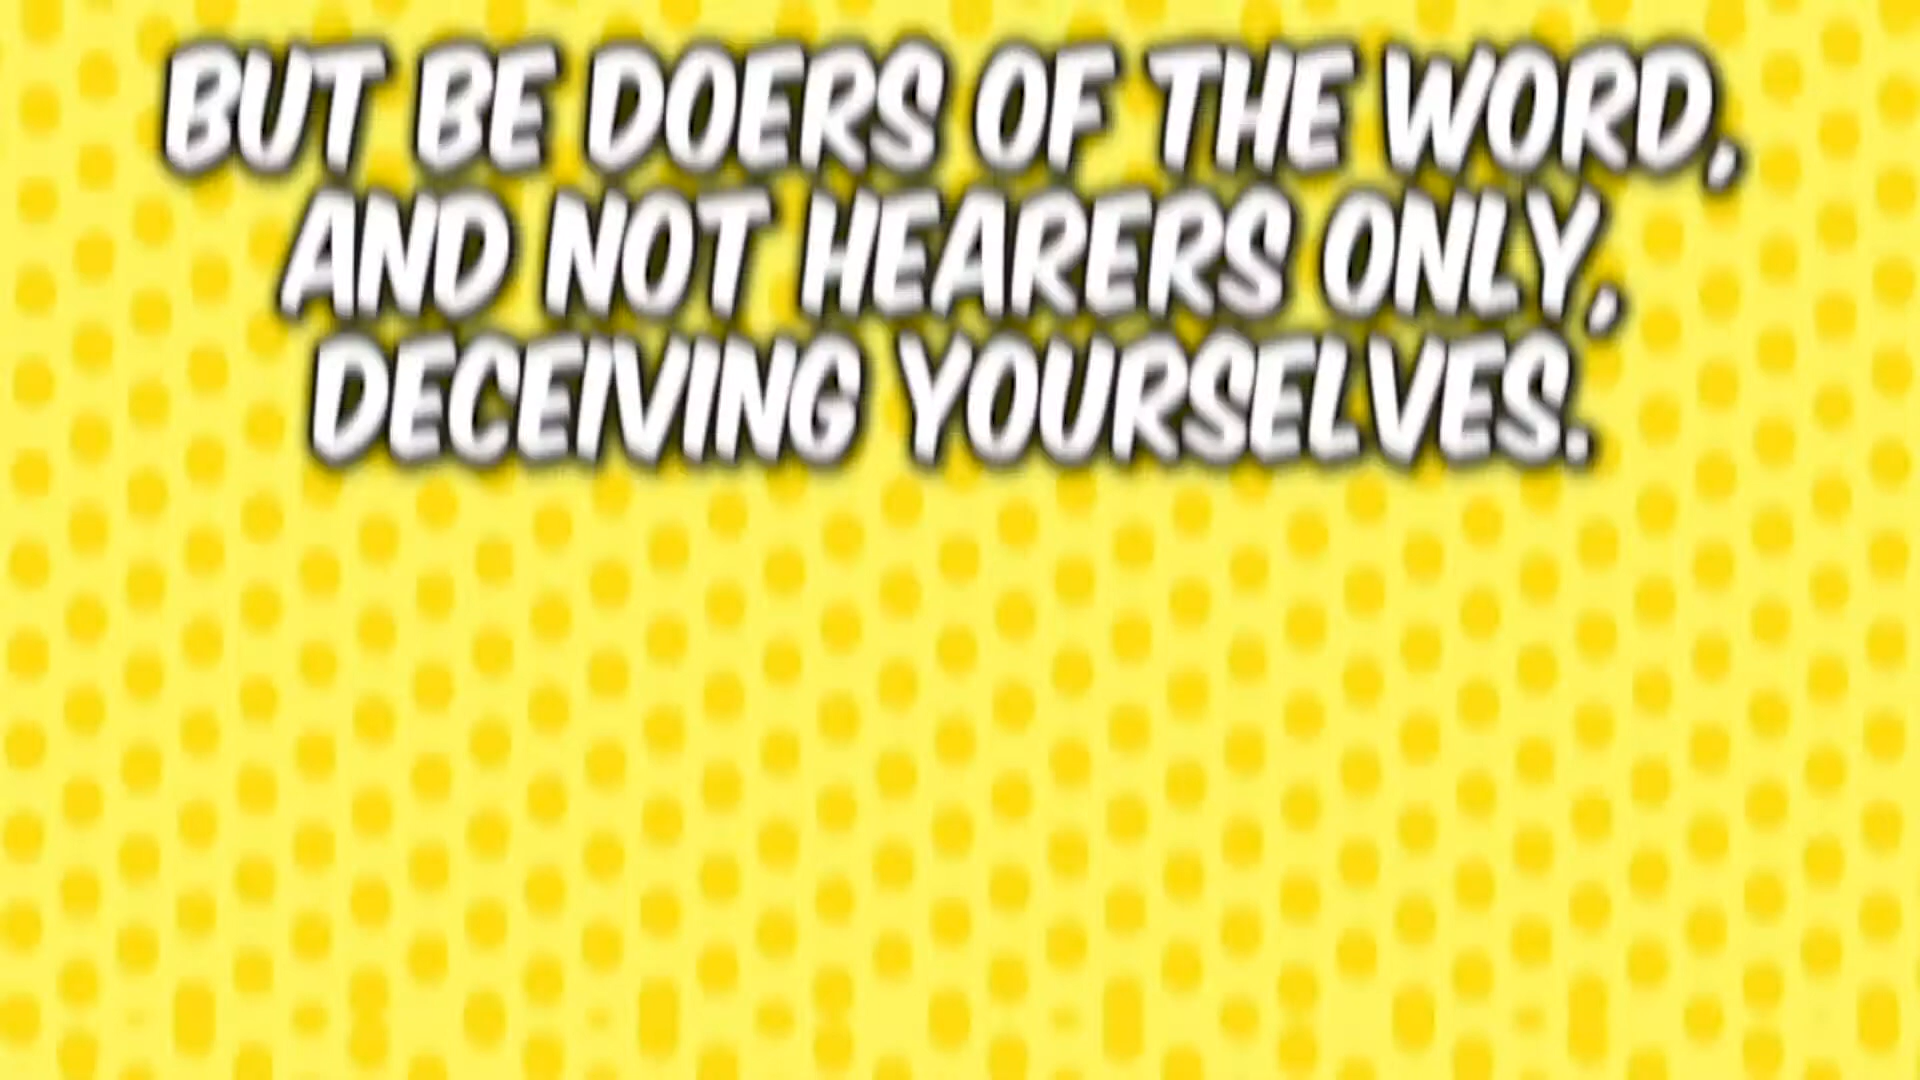 BUT BE DOERS OF THE WORD,
AND NOT HEARERS ONLY,
DECEIVING YOURSELVES.